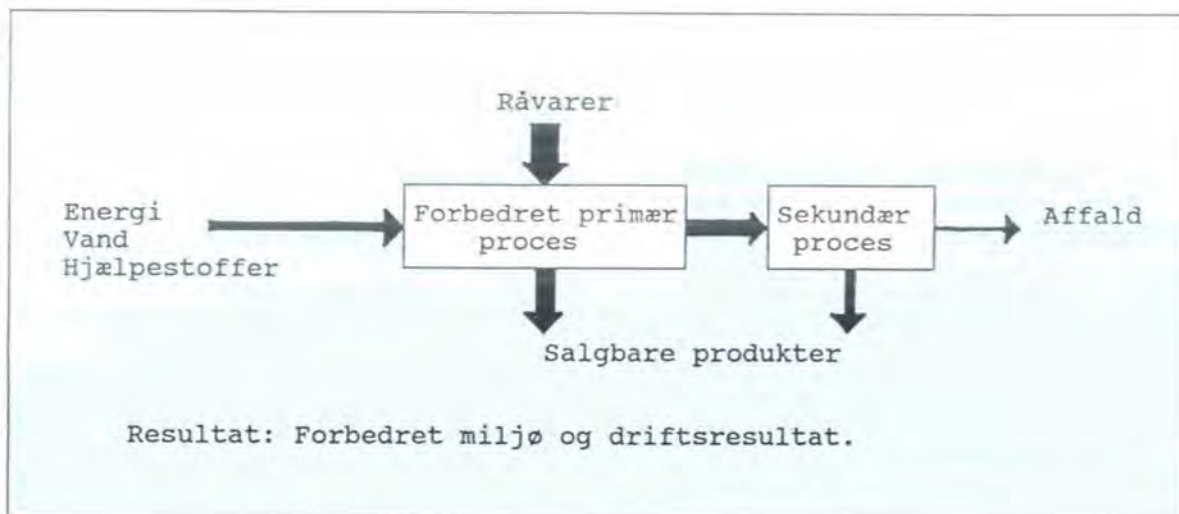 Råvarer
Energi
Vand
Hjælpestoffer
Forbedret primær
proces
Sekundær
proces
Affald
Salgbare produkter
Resultat: Forbedret miljø og driftsresultat.